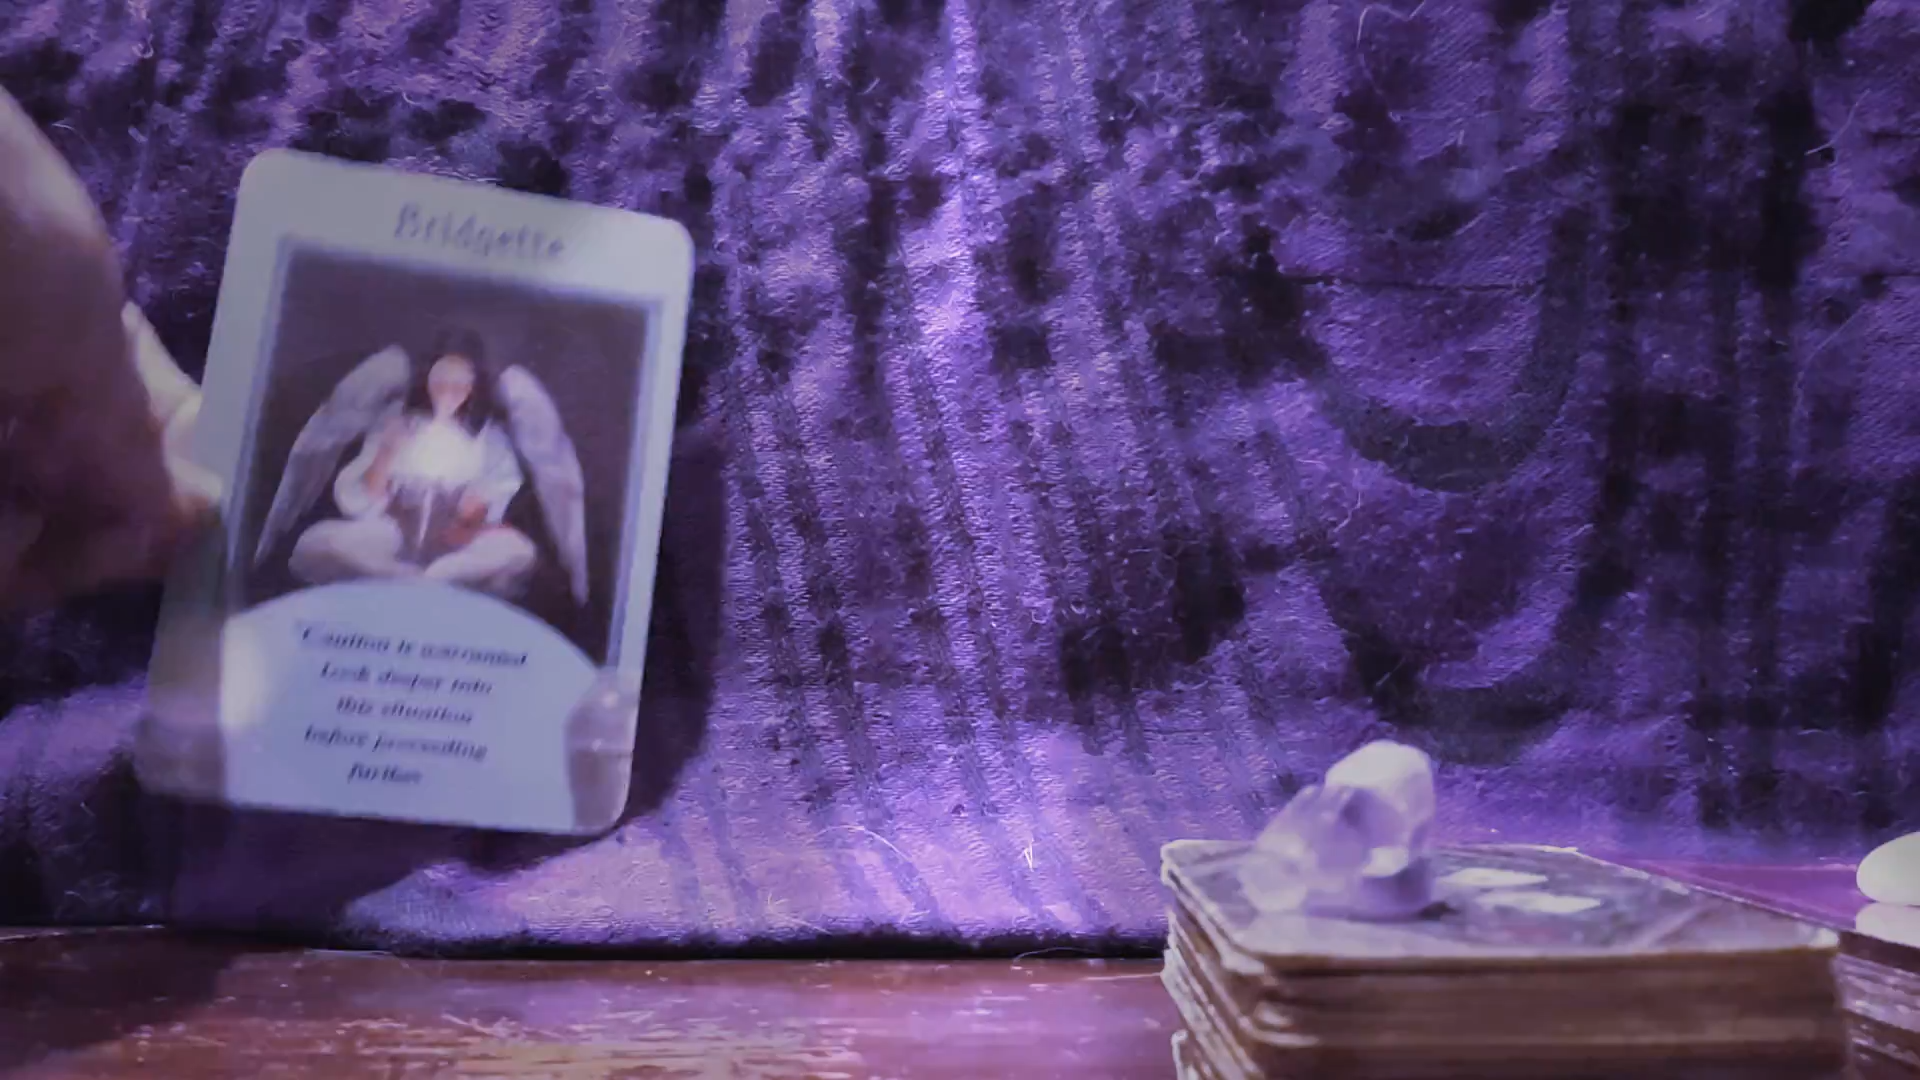 Bridgette
"Caution is warranted.
Look deeper into
this situation
before proceeding
further.